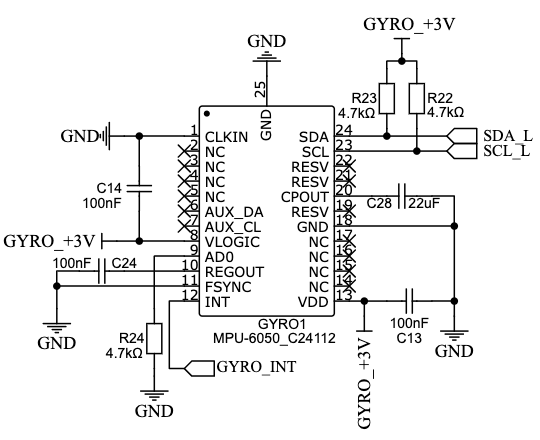 GYRO_+3V
GND
25
GND
R23
4.7kΩ
R22
4.7kΩ
GND
1 CLKIN
SDA 24
SDA_L
2 NC
SCL 23
SCL_L
3 NC
RESV 22
4 NC
RESV 21
C14
100nF
5 NC
CPOUT 20
C28 22uF
6 AUX_DA
RESV 19
7 AUX_CL
GND 18
GYRO_+3V
8 VLOGIC
NC 17
9 AD0
NC 16
100nF C24
10 REGOUT
NC 15
11 FSYNC
NC 14
12 INT
VDD 13
GND
R24
4.7kΩ
GYRO1
MPU-6050_C24112
100nF
C13
GND
GYRO_INT
GYRO_+3V
GND